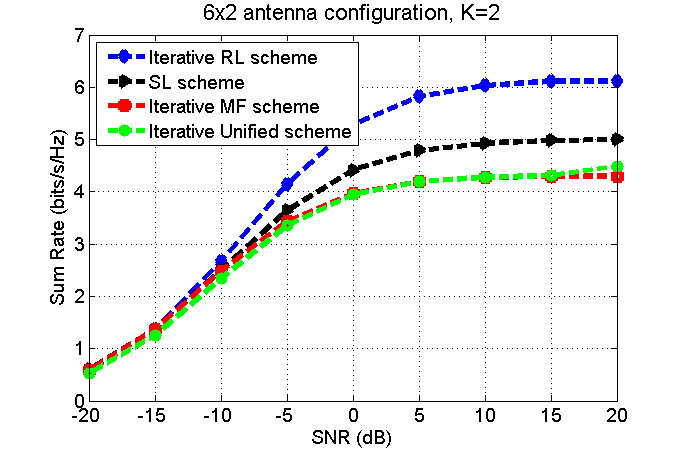 6x2 antenna configuration, K=2
7
6
5
4
3
2
1
0
Sum Rate (bits/s/Hz)
Iterative RL scheme
SL scheme
Iterative MF scheme
Iterative Unified scheme
-20 -15 -10 -5 0 5 10 15 20
SNR (dB)